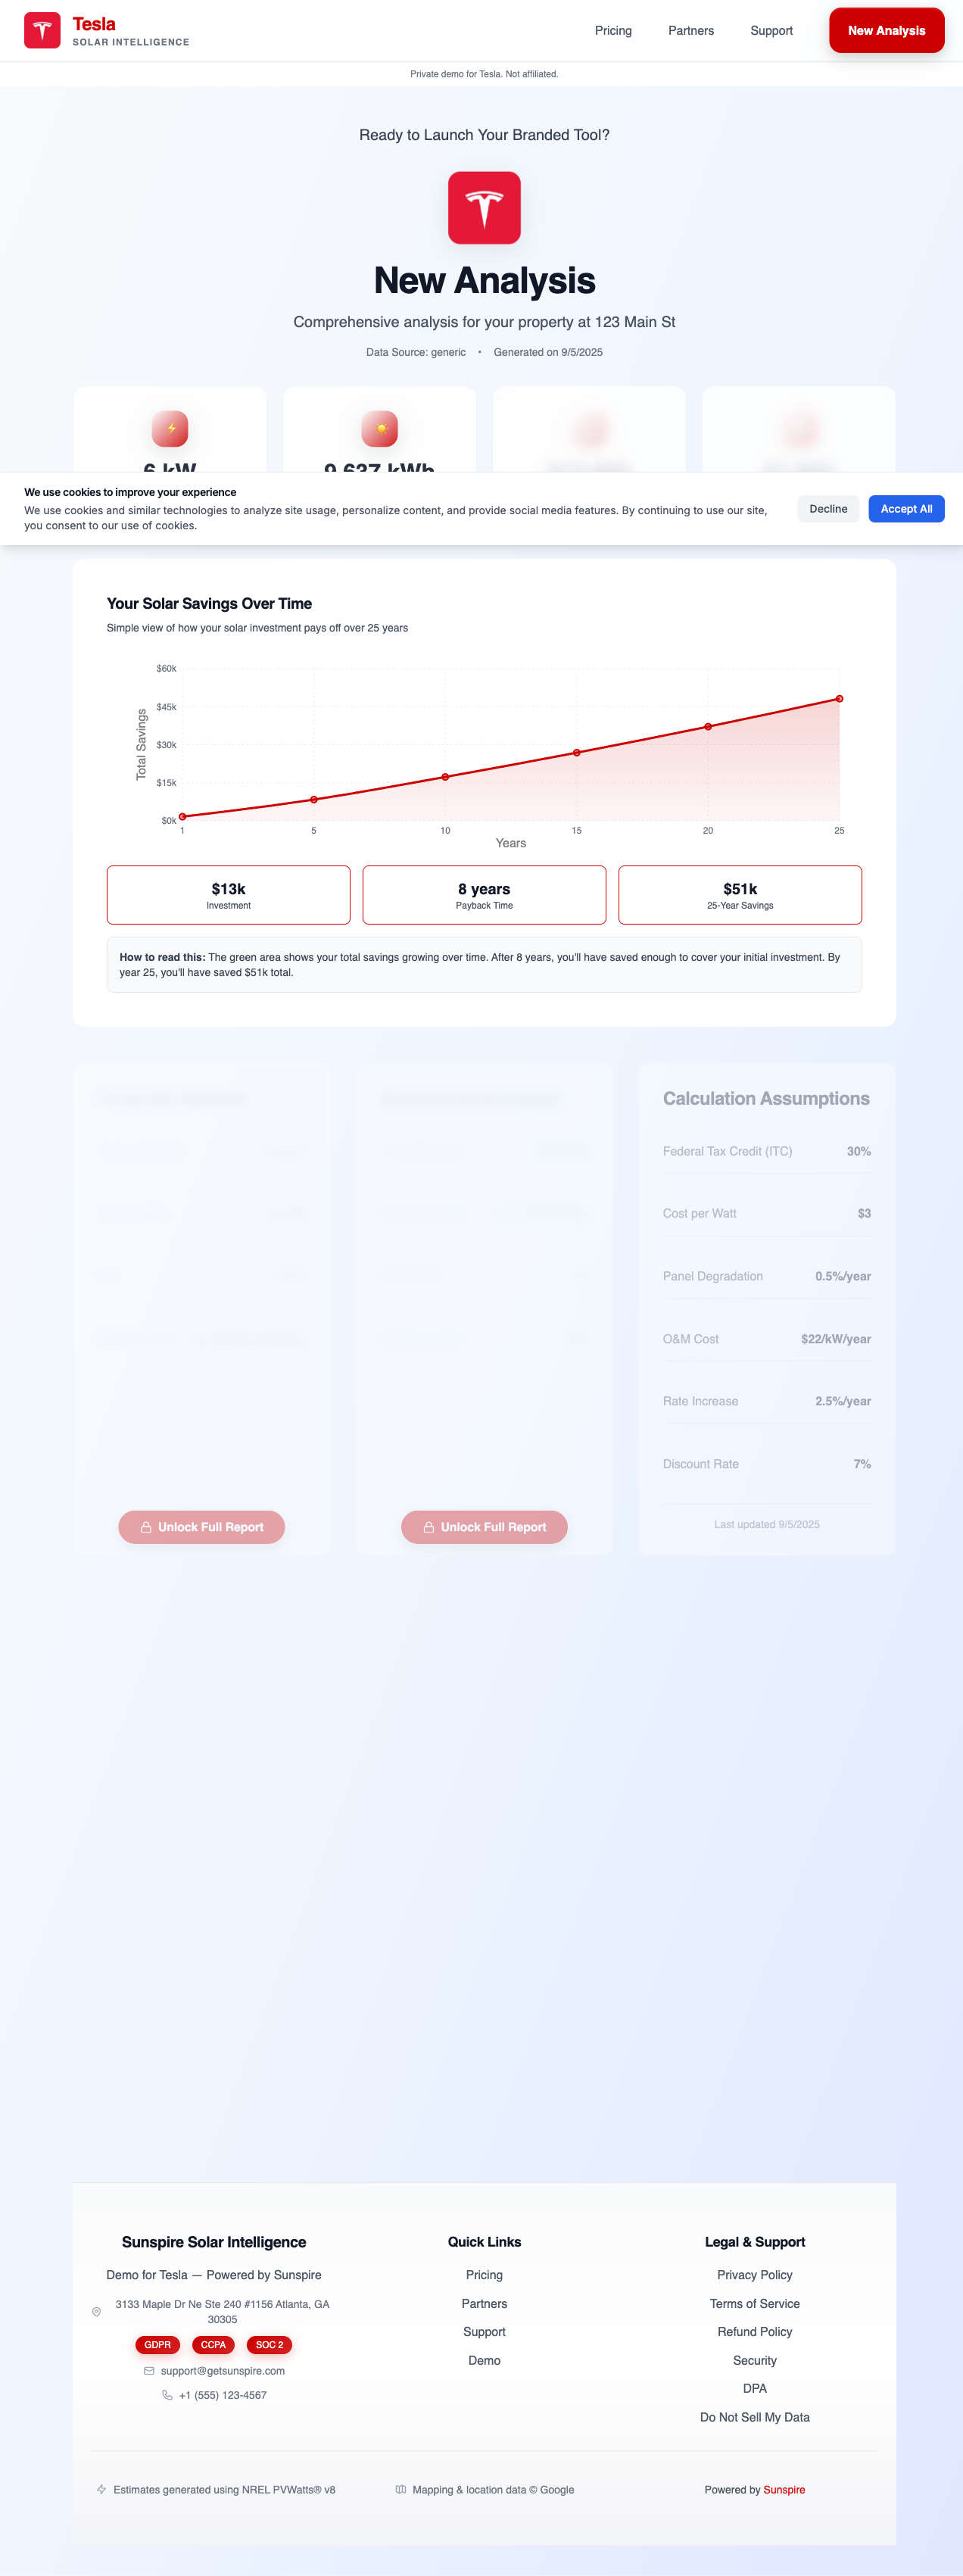 Tesla
SOLAR INTELLIGENCE
Pricing
Partners
Support
New Analysis
Private demo for Tesla. Not affiliated.
Ready to Launch Your Branded Tool?
New Analysis
Comprehensive analysis for your property at 123 Main St
Data Source: generic • Generated on 9/5/2025
6 kW
9,637 kWh
We use cookies to improve your experience
We use cookies and similar technologies to analyze site usage, personalize content, and provide social media features. By continuing to use our site,
you consent to our use of cookies.
Decline
Accept All
Your Solar Savings Over Time
Simple view of how your solar investment pays off over 25 years
$60k
$45k
$30k
$15k
$0k
Total Savings
1
5
10
15
20
25
Years
$13k
Investment
8 years
Payback Time
$51k
25-Year Savings
How to read this: The green area shows your total savings growing over time. After 8 years, you'll have saved enough to cover your initial investment. By
year 25, you'll have saved $51k total.
Unlock Full Report
Unlock Full Report
Calculation Assumptions
Federal Tax Credit (ITC) 30%
Cost per Watt $3
Panel Degradation 0.5%/year
O&M Cost $22/kW/year
Rate Increase 2.5%/year
Discount Rate 7%
Last updated 9/5/2025
Sunspire Solar Intelligence
Demo for Tesla — Powered by Sunspire
3133 Maple Dr Ne Ste 240 #1156 Atlanta, GA
30305
GDPR
CCPA
SOC 2
support@getsunspire.com
+1 (555) 123-4567
Quick Links
Pricing
Partners
Support
Demo
Legal & Support
Privacy Policy
Terms of Service
Refund Policy
Security
DPA
Do Not Sell My Data
Estimates generated using NREL PVWatts® v8
Mapping & location data © Google
Powered by Sunspire